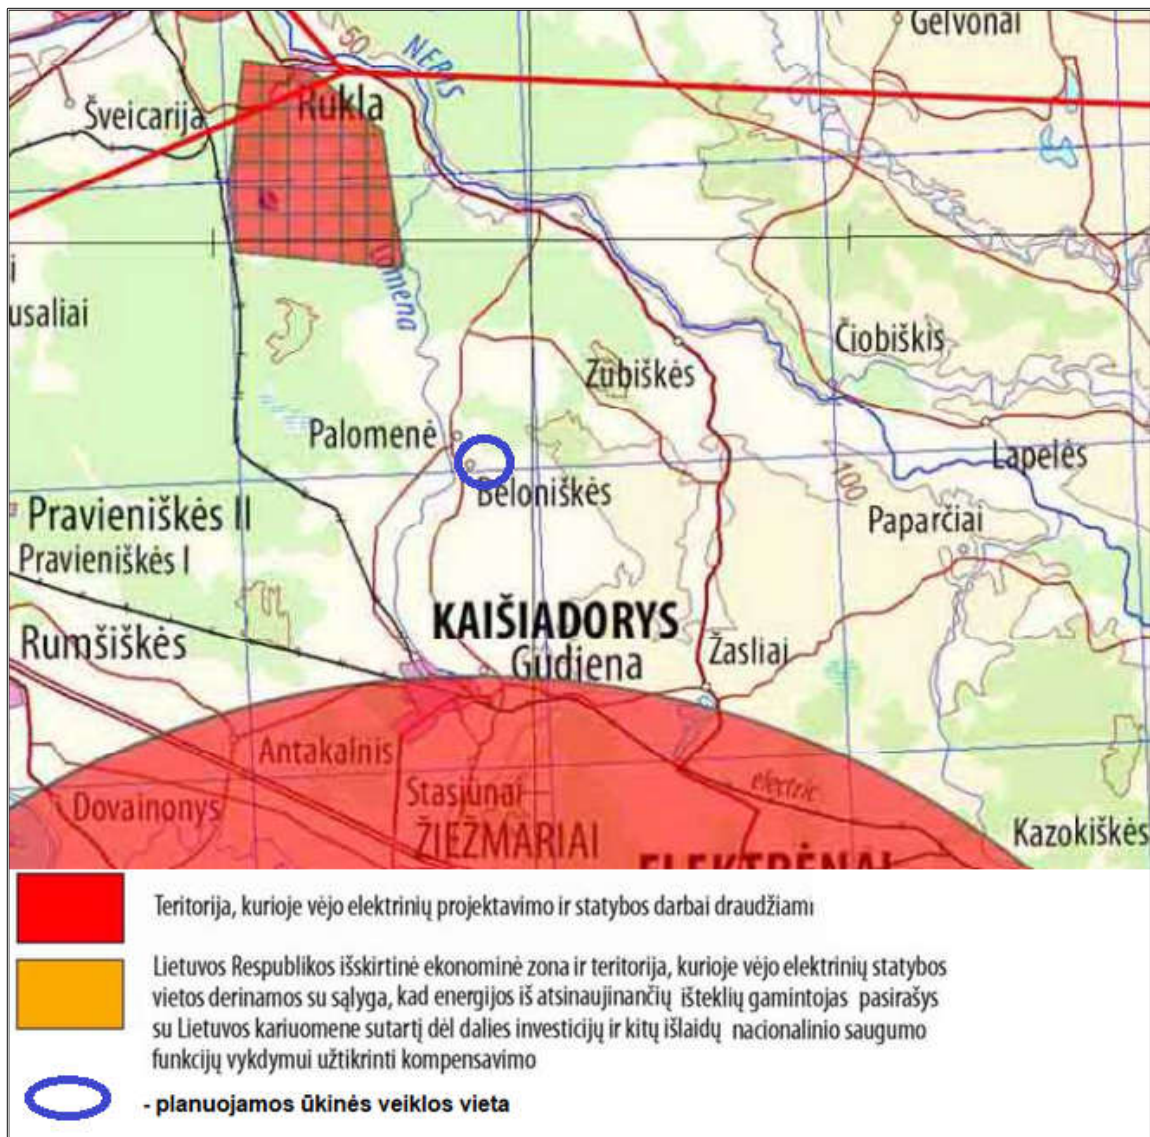 Gelvonai
50
NERIS
Rukla
Šveicarija
Lomena
i
usaliai
Čiobiškis
Zūbiškės
Palomenė
Lapelės
Beloniškės
100
Pravieniškės II
Paparčiai
Pravieniškės I
KAIŠIADORYS
Rumšiškės
Gudiena
Žasliai
Antakalnis
electric
Stasiūnai
Dovainonys
ŽIEŽMARIAI
Kazokiškės
ELEKTRĖNAI
Teritorija, kurioje vėjo elektrinių projektavimo ir statybos darbai draudžiami
Lietuvos Respublikos išskirtinė ekonominė zona ir teritorija, kurioje vėjo elektrinių statybos
vietos derinamos su sąlyga, kad energijos iš atsinaujinančių išteklių gamintojas pasirašys
su Lietuvos kariuomene sutartį dėl dalies investicijų ir kitų išlaidų nacionalinio saugumo
funkcijų vykdymui užtikrinti kompensavimo
- planuojamos ūkinės veiklos vieta